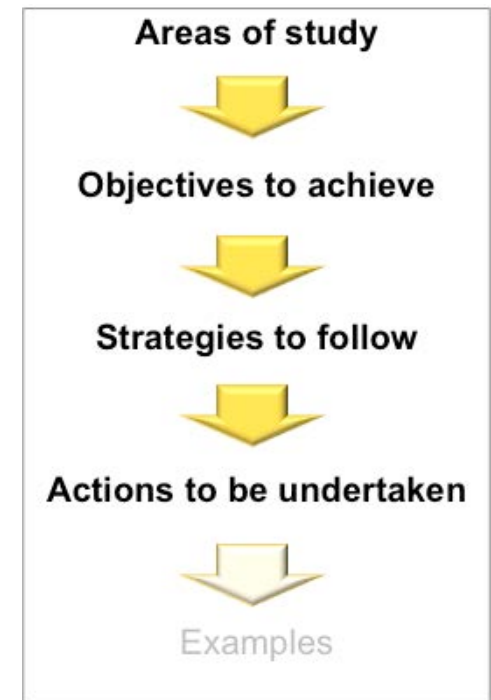 Areas of study
Objectives to achieve
Strategies to follow
Actions to be undertaken
Examples